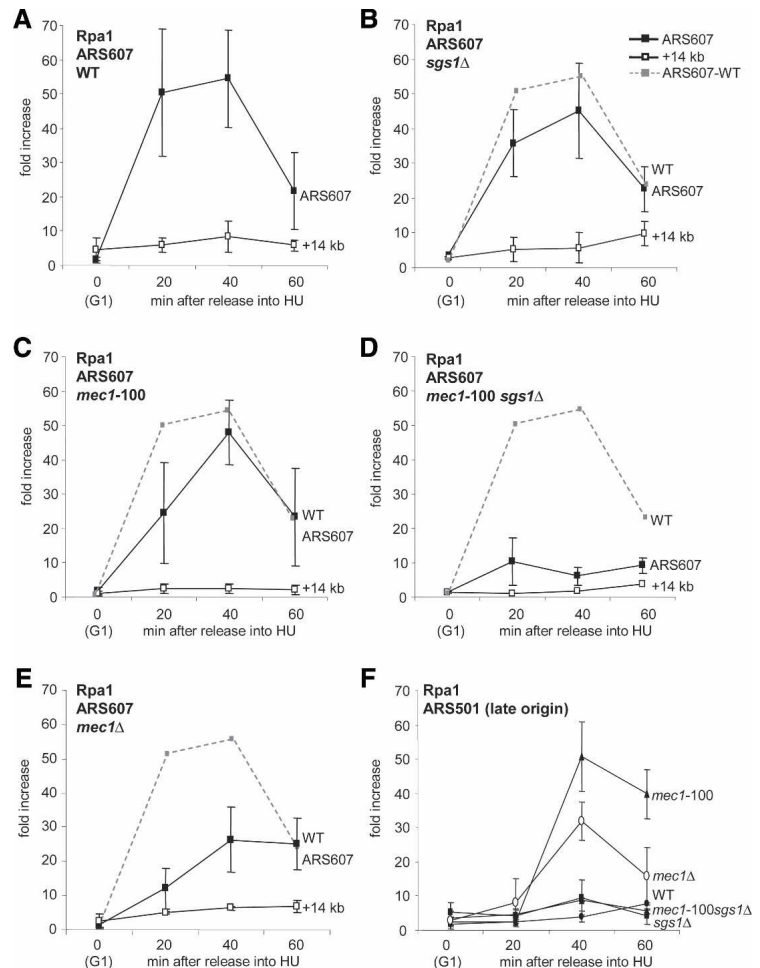 A
Rpa1
ARS607
WT
fold increase
70
60
50
40
30
20
10
0
ARS607
+14 kb
0 20 40 60
(G1) min after release into HU
B
Rpa1
ARS607
sgs1Δ
ARS607
+14 kb
ARS607-WT
fold increase
70
60
50
40
30
20
10
0
WT
ARS607
+14 kb
0 20 40 60
(G1) min after release into HU
C
Rpa1
ARS607
mec1-100
fold increase
70
60
50
40
30
20
10
0
WT
ARS607
+14 kb
0 20 40 60
(G1) min after release into HU
D
Rpa1
ARS607
mec1-100 sgs1Δ
fold increase
70
60
50
40
30
20
10
0
WT
ARS607
+14 kb
0 20 40 60
(G1) min after release into HU
E
Rpa1
ARS607
mec1Δ
fold increase
70
60
50
40
30
20
10
0
WT
ARS607
+14 kb
0 20 40 60
(G1) min after release into HU
F
Rpa1
ARS501 (late origin)
fold increase
70
60
50
40
30
20
10
0
mec1-100
mec1Δ
WT
mec1-100sgs1Δ
sgs1Δ
0 20 40 60
(G1) min after release into HU